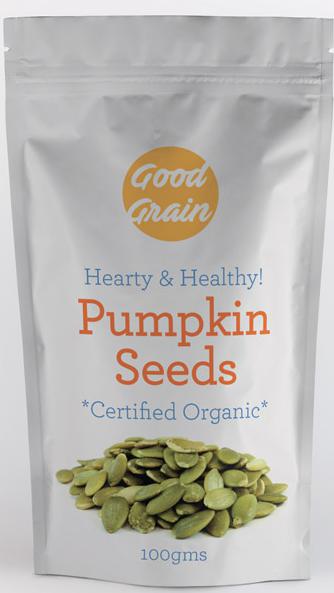 Good
Grain
Hearty & Healthy!
Pumpkin
Seeds
*Certified Organic*
100gms